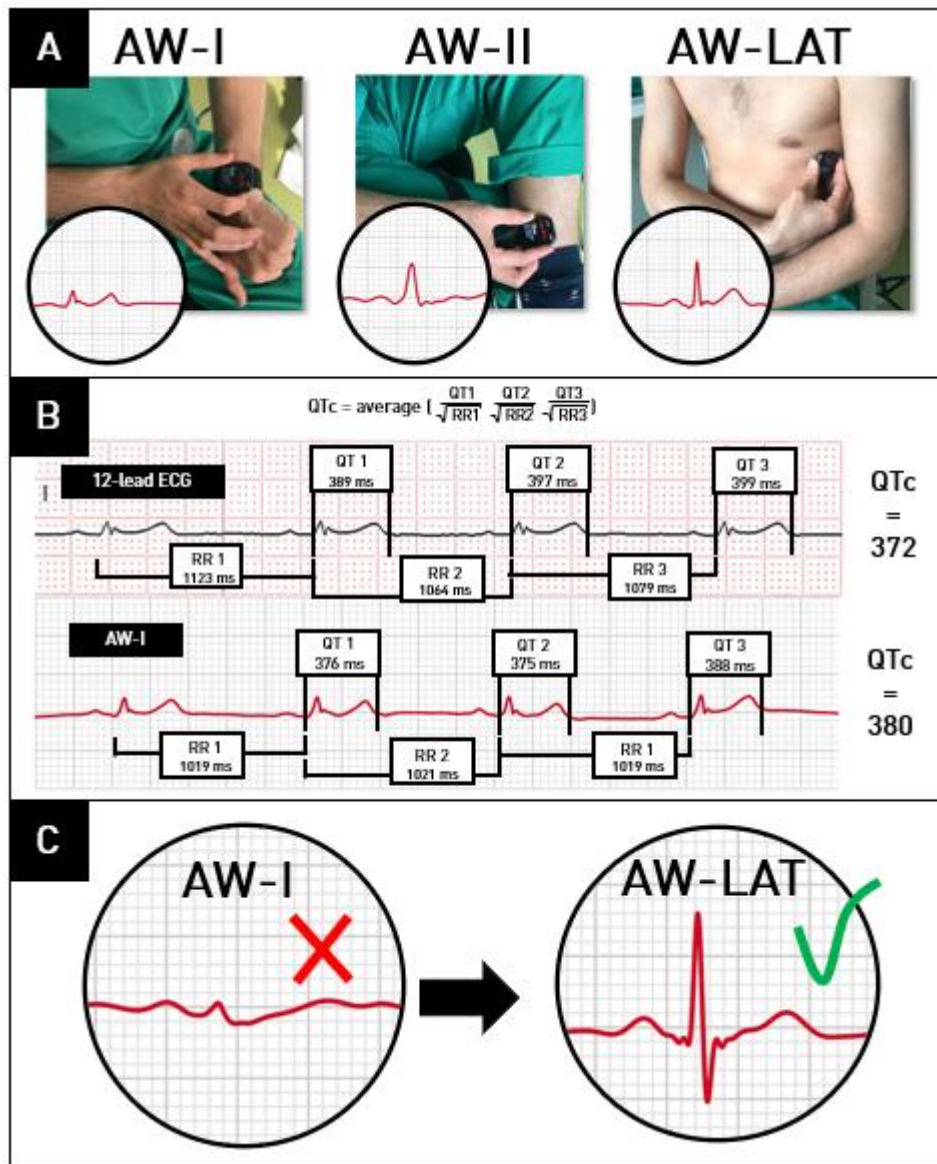 A
AW-I
AW-II
AW-LAT
B
QTc = average ( QT1/√RR1 QT2/√RR2 QT3/√RR3 )
I
12-lead ECG
QT 1
389 ms
QT 2
397 ms
QT 3
399 ms
RR 1
1123 ms
RR 2
1064 ms
RR 3
1079 ms
QTc
=
372
AW-I
QT 1
376 ms
QT 2
375 ms
QT 3
388 ms
RR 1
1019 ms
RR 2
1021 ms
RR 1
1019 ms
QTc
=
380
C
AW-I
AW-LAT